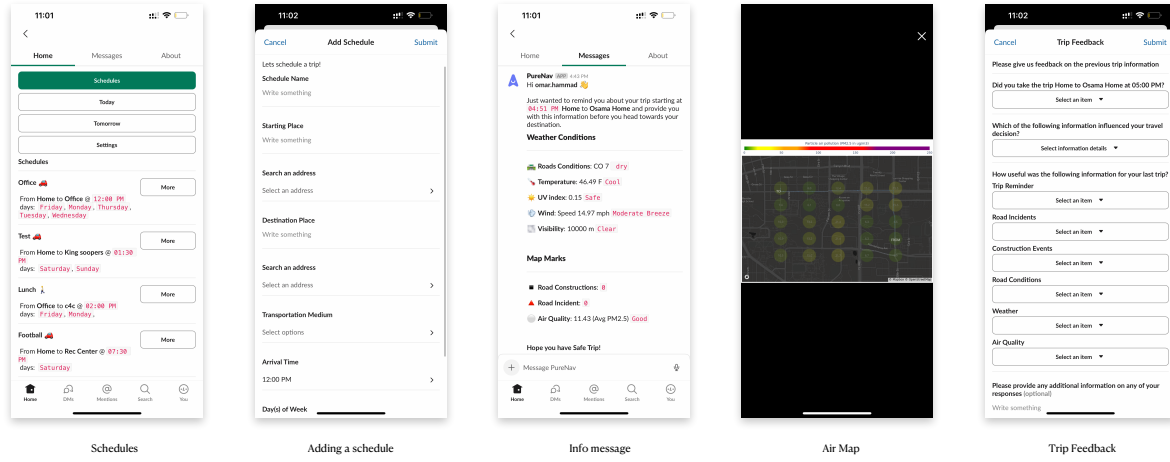 11:01
Home Messages About
Schedules
Today
Tomorrow
Settings
Schedules
Office 🚗
More
From Home to Office @ 12:00 PM
days: Friday, Monday, Thursday,
Tuesday, Wednesday
Test 🚗
More
From Home to King soopers @ 01:30
PM
days: Saturday, Sunday
Lunch 🚶
More
From Office to c4c @ 02:00 PM
days: Friday, Monday,
Football 🚗
More
From Home to Rec Center @ 07:30
PM
days: Saturday
Home DMs Mentions Search You
Schedules
11:02
Cancel Add Schedule Submit
Lets schedule a trip!
Schedule Name
Write something
Starting Place
Write something
Search an address
Select an address
Destination Place
Write something
Search an address
Select an address
Transportation Medium
Select options
Arrival Time
12:00 PM
Day(s) of Week
Adding a schedule
11:01
Home Messages About
PureNav APP 4:43 PM
Hi omar.hammad 👋
Just wanted to remind you about your trip starting at
04:51 PM Home to Osama Home and provide you
with this information before you head towards your
destination.
Weather Conditions
Roads Conditions: CO 7 dry
Temperature: 46.49 F Cool
UV index: 0.15 Safe
Wind: Speed 14.97 mph Moderate Breeze
Visibility: 10000 m Clear
Map Marks
Road Constructions: 0
Road Incident: 0
Air Quality: 11.43 (Avg PM2.5) Good
Hope you have Safe Trip!
Message PureNav
Home DMs Mentions Search You
Info message
Air Map
11:02
Cancel Trip Feedback Submit
Please give us feedback on the previous trip information
Did you take the trip Home to Osama Home at 05:00 PM?
Select an item
Which of the following information influenced your travel
decision?
Select information details
How useful was the following information for your last trip?
Trip Reminder
Select an item
Road Incidents
Select an item
Construction Events
Select an item
Road Conditions
Select an item
Weather
Select an item
Air Quality
Select an item
Please provide any additional information on any of your
responses (optional)
Write something
Trip Feedback